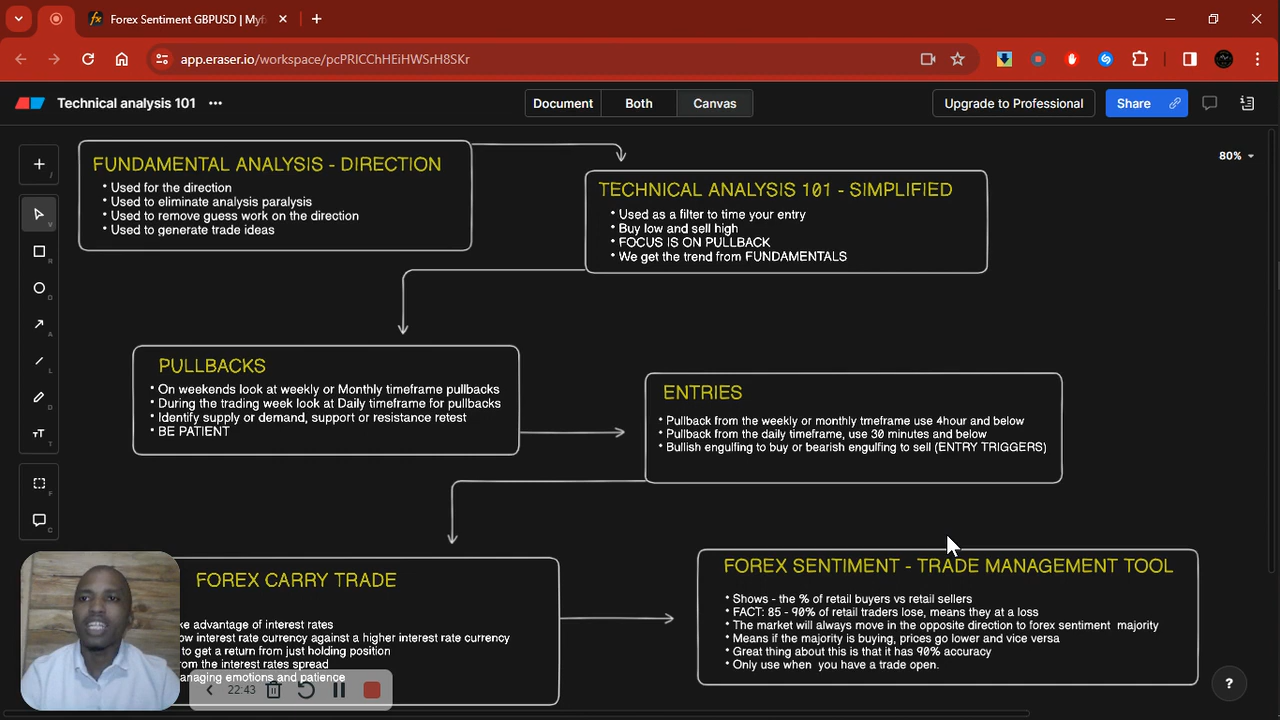 Forex Sentiment GBPUSD | Myf
app.eraser.io/workspace/pcPRlCChHEiHWSrH8SKr
Technical analysis 101
Document
Both
Canvas
Upgrade to Professional
Share
80%
FUNDAMENTAL ANALYSIS - DIRECTION
• Used for the direction
• Used to eliminate analysis paralysis
• Used to remove guess work on the direction
• Used to generate trade ideas
TECHNICAL ANALYSIS 101 - SIMPLIFIED
• Used as a filter to time your entry
• Buy low and sell high
• FOCUS IS ON PULLBACK
• We get the trend from FUNDAMENTALS
PULLBACKS
• On weekends look at weekly or Monthly timeframe pullbacks
• During the trading week look at Daily timeframe for pullbacks
• Identify supply or demand, support or resistance retest
• BE PATIENT
ENTRIES
• Pullback from the weekly or monthly tmeframe use 4hour and below
• Pullback from the daily timeframe, use 30 minutes and below
• Bullish engulfing to buy or bearish engulfing to sell (ENTRY TRIGGERS)
FOREX CARRY TRADE
advantage of interest rates
interest rate currency against a higher interest rate currency
to get a return from just holding position
the interest rates spread
emotions and patience
FOREX SENTIMENT - TRADE MANAGEMENT TOOL
• Shows - the % of retail buyers vs retail sellers
• FACT: 85 - 90% of retail traders lose, means they at a loss
• The market will always move in the opposite direction to forex sentiment majority
• Means if the majority is buying, prices go lower and vice versa
• Great thing about this is that it has 90% accuracy
• Only use when you have a trade open.
22:43
?